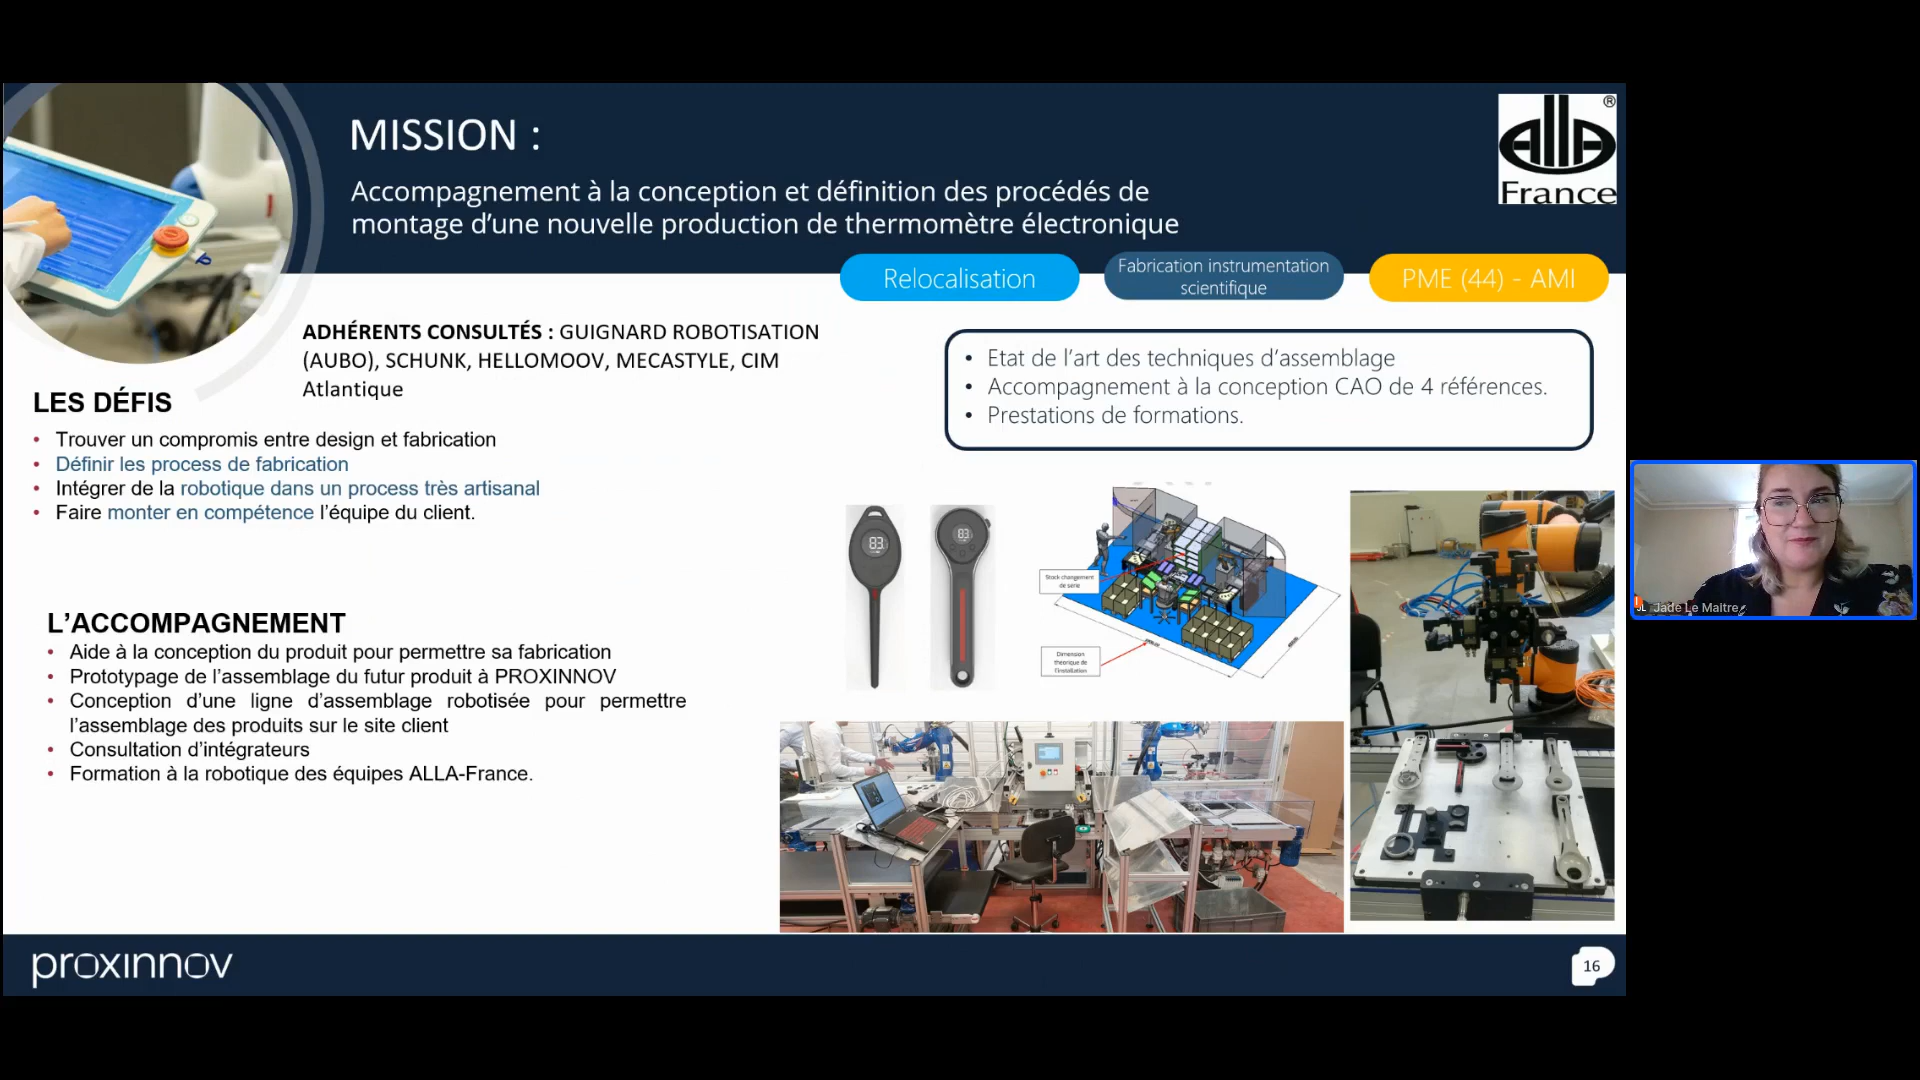 MISSION :
Accompagnement à la conception et définition des procédés de
montage d'une nouvelle production de thermomètre électronique
ALLA®
France
Relocalisation
Fabrication instrumentation
scientifique
PME (44) - AMI
ADHÉRENTS CONSULTÉS : GUIGNARD ROBOTISATION
(AUBO), SCHUNK, HELLOMOOV, MECASTYLE, CIM
Atlantique
LES DÉFIS
• Trouver un compromis entre design et fabrication
• Définir les process de fabrication
• Intégrer de la robotique dans un process très artisanal
• Faire monter en compétence l'équipe du client.
• Etat de l'art des techniques d'assemblage
• Accompagnement à la conception CAO de 4 références.
• Prestations de formations.
83
83
Stock changement
de série
Dimension
théorique de
l'installation
L'ACCOMPAGNEMENT
• Aide à la conception du produit pour permettre sa fabrication
• Prototypage de l'assemblage du futur produit à PROXINNOV
• Conception d'une ligne d'assemblage robotisée pour permettre
l'assemblage des produits sur le site client
• Consultation d'intégrateurs
• Formation à la robotique des équipes ALLA-France.
Jade Le Maitre
proxinnov
16